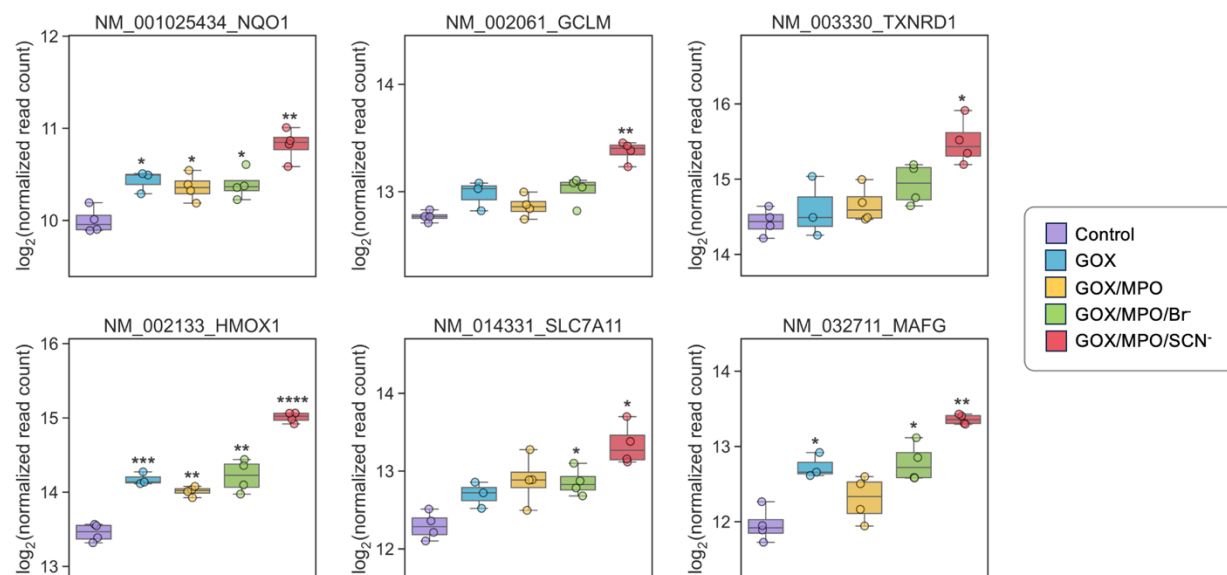 NM_001025434_NQO1
log2(normalized read count)
12
11
10
*
*
*
**
NM_002061_GCLM
log2(normalized read count)
14
13
**
NM_003330_TXNRD1
log2(normalized read count)
16
15
14
*
Control
GOX
GOX/MPO
GOX/MPO/Br-
GOX/MPO/SCN-
NM_002133_HMOX1
log2(normalized read count)
16
15
14
13
***
**
**
****
NM_014331_SLC7A11
log2(normalized read count)
14
13
12
*
*
NM_032711_MAFG
log2(normalized read count)
14
13
12
*
*
**